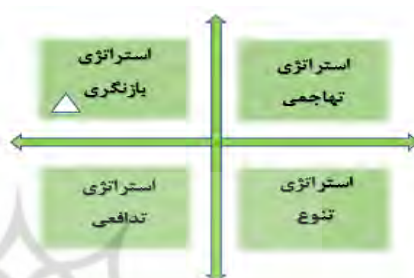 استراتژی
تهاجمی
استراتژی
بازنگری
استراتژی
تنوع
استراتژی
تدافعی